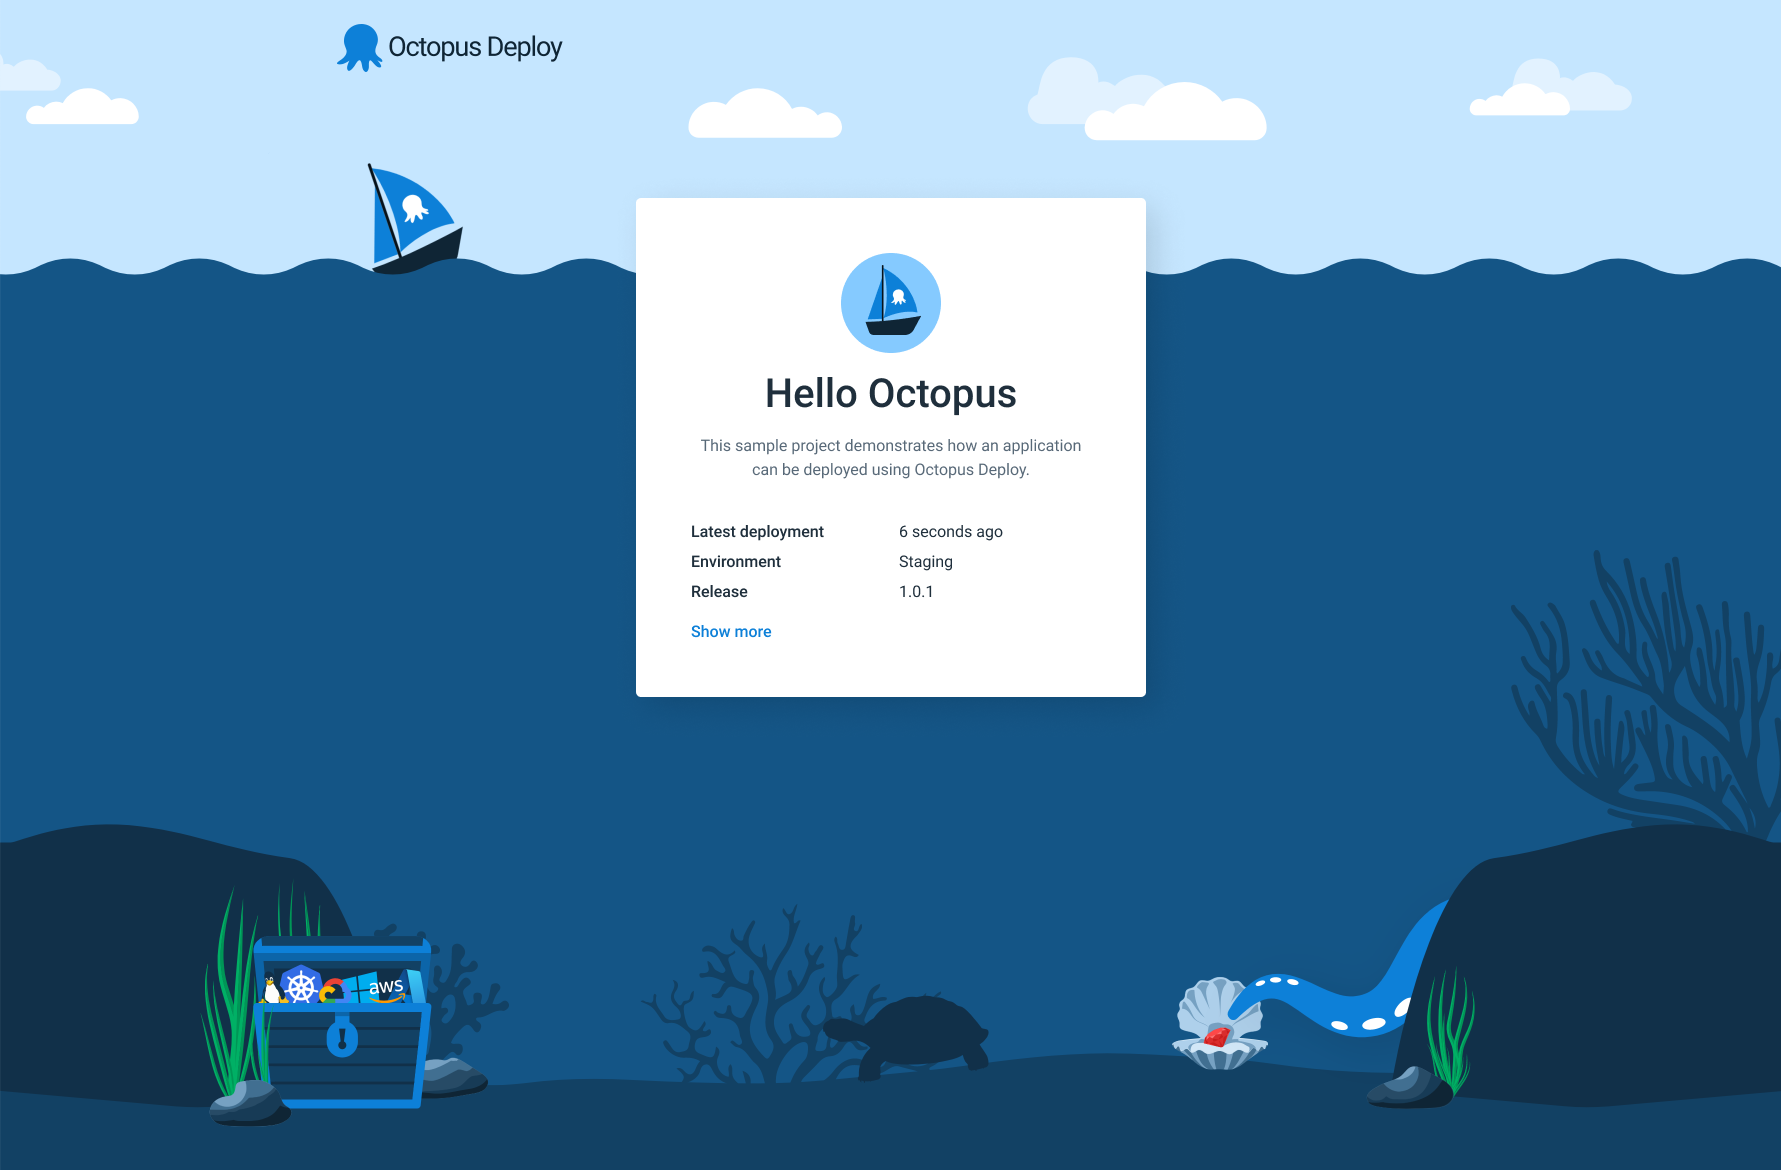 Octopus Deploy
Hello Octopus
This sample project demonstrates how an application
can be deployed using Octopus Deploy.
Latest deployment 6 seconds ago
Environment Staging
Release 1.0.1
Show more
aws